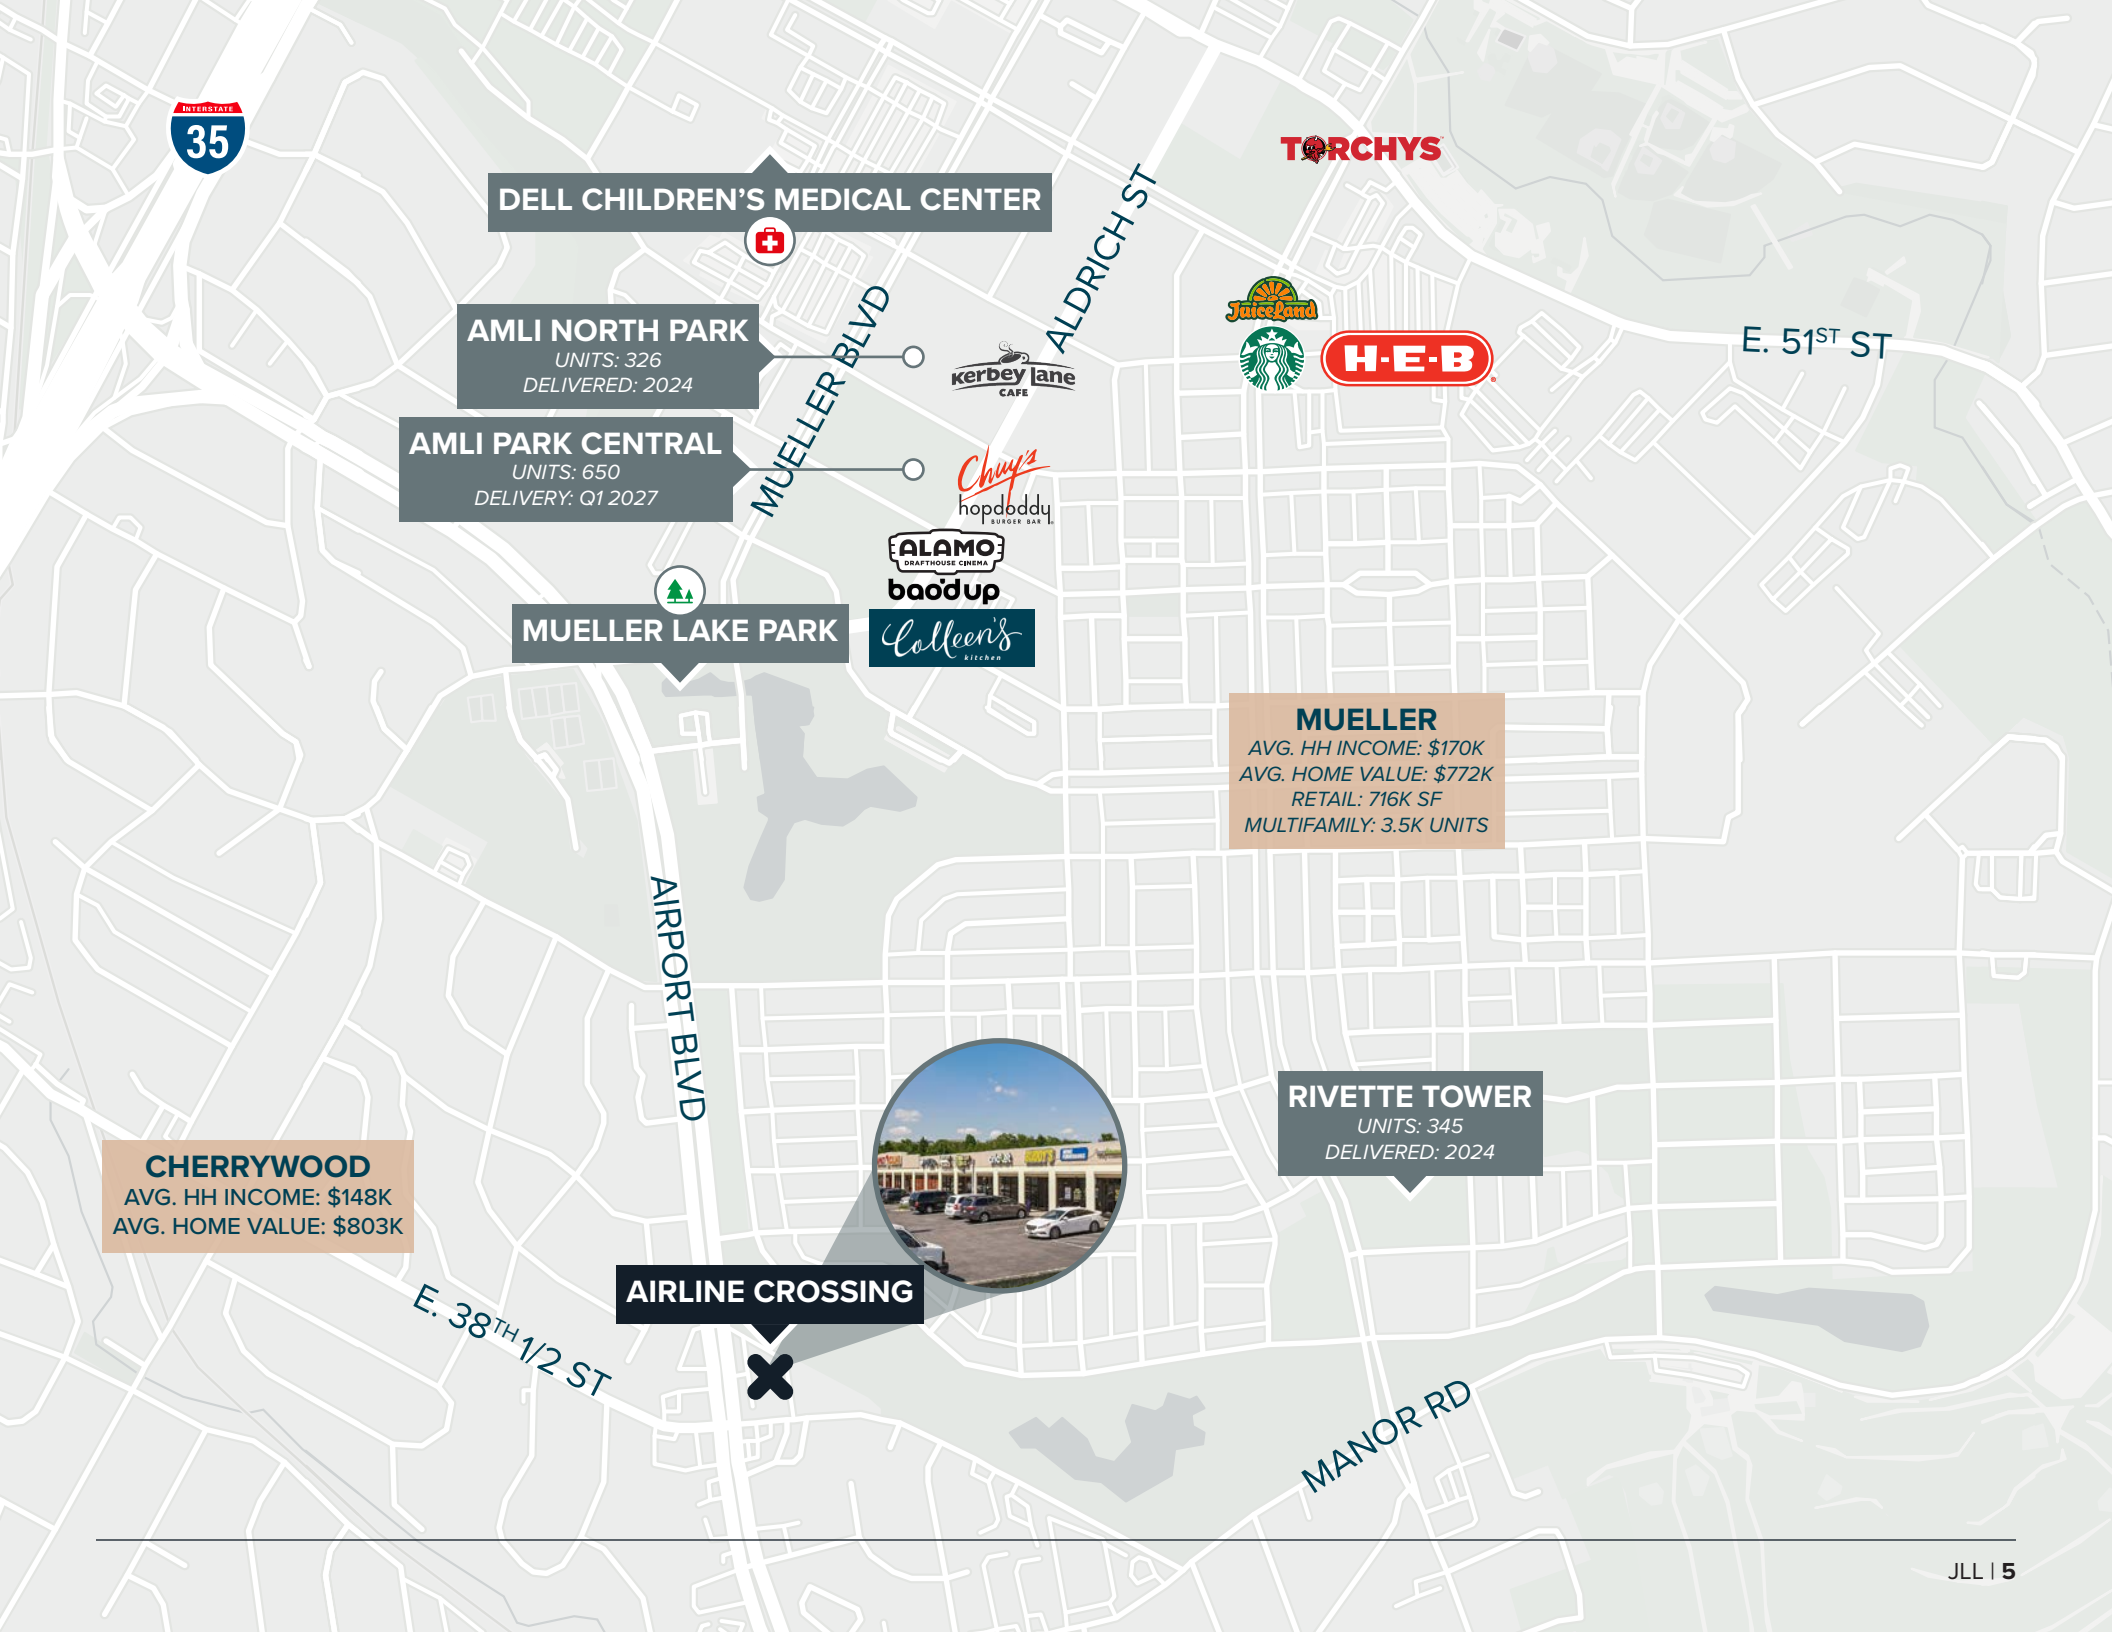 INTERSTATE
35
TORCHYS
DELL CHILDREN'S MEDICAL CENTER
ALDRICH ST
MUELLER BLVD
JuiceLand
AMLI NORTH PARK
UNITS: 326
DELIVERED: 2024
kerbey lane
CAFE
H-E-B
E. 51ST ST
AMLI PARK CENTRAL
UNITS: 650
DELIVERY: Q1 2027
Chuy's
hopdoddy
BURGER BAR
ALAMO
DRAFTHOUSE CINEMA
bao'd up
MUELLER LAKE PARK
Colleen's
kitchen
MUELLER
AVG. HH INCOME: $170K
AVG. HOME VALUE: $772K
RETAIL: 716K SF
MULTIFAMILY: 3.5K UNITS
AIRPORT BLVD
RIVETTE TOWER
UNITS: 345
DELIVERED: 2024
CHERRYWOOD
AVG. HH INCOME: $148K
AVG. HOME VALUE: $803K
AIRLINE CROSSING
E. 38TH 1/2 ST
MANOR RD
JLL | 5